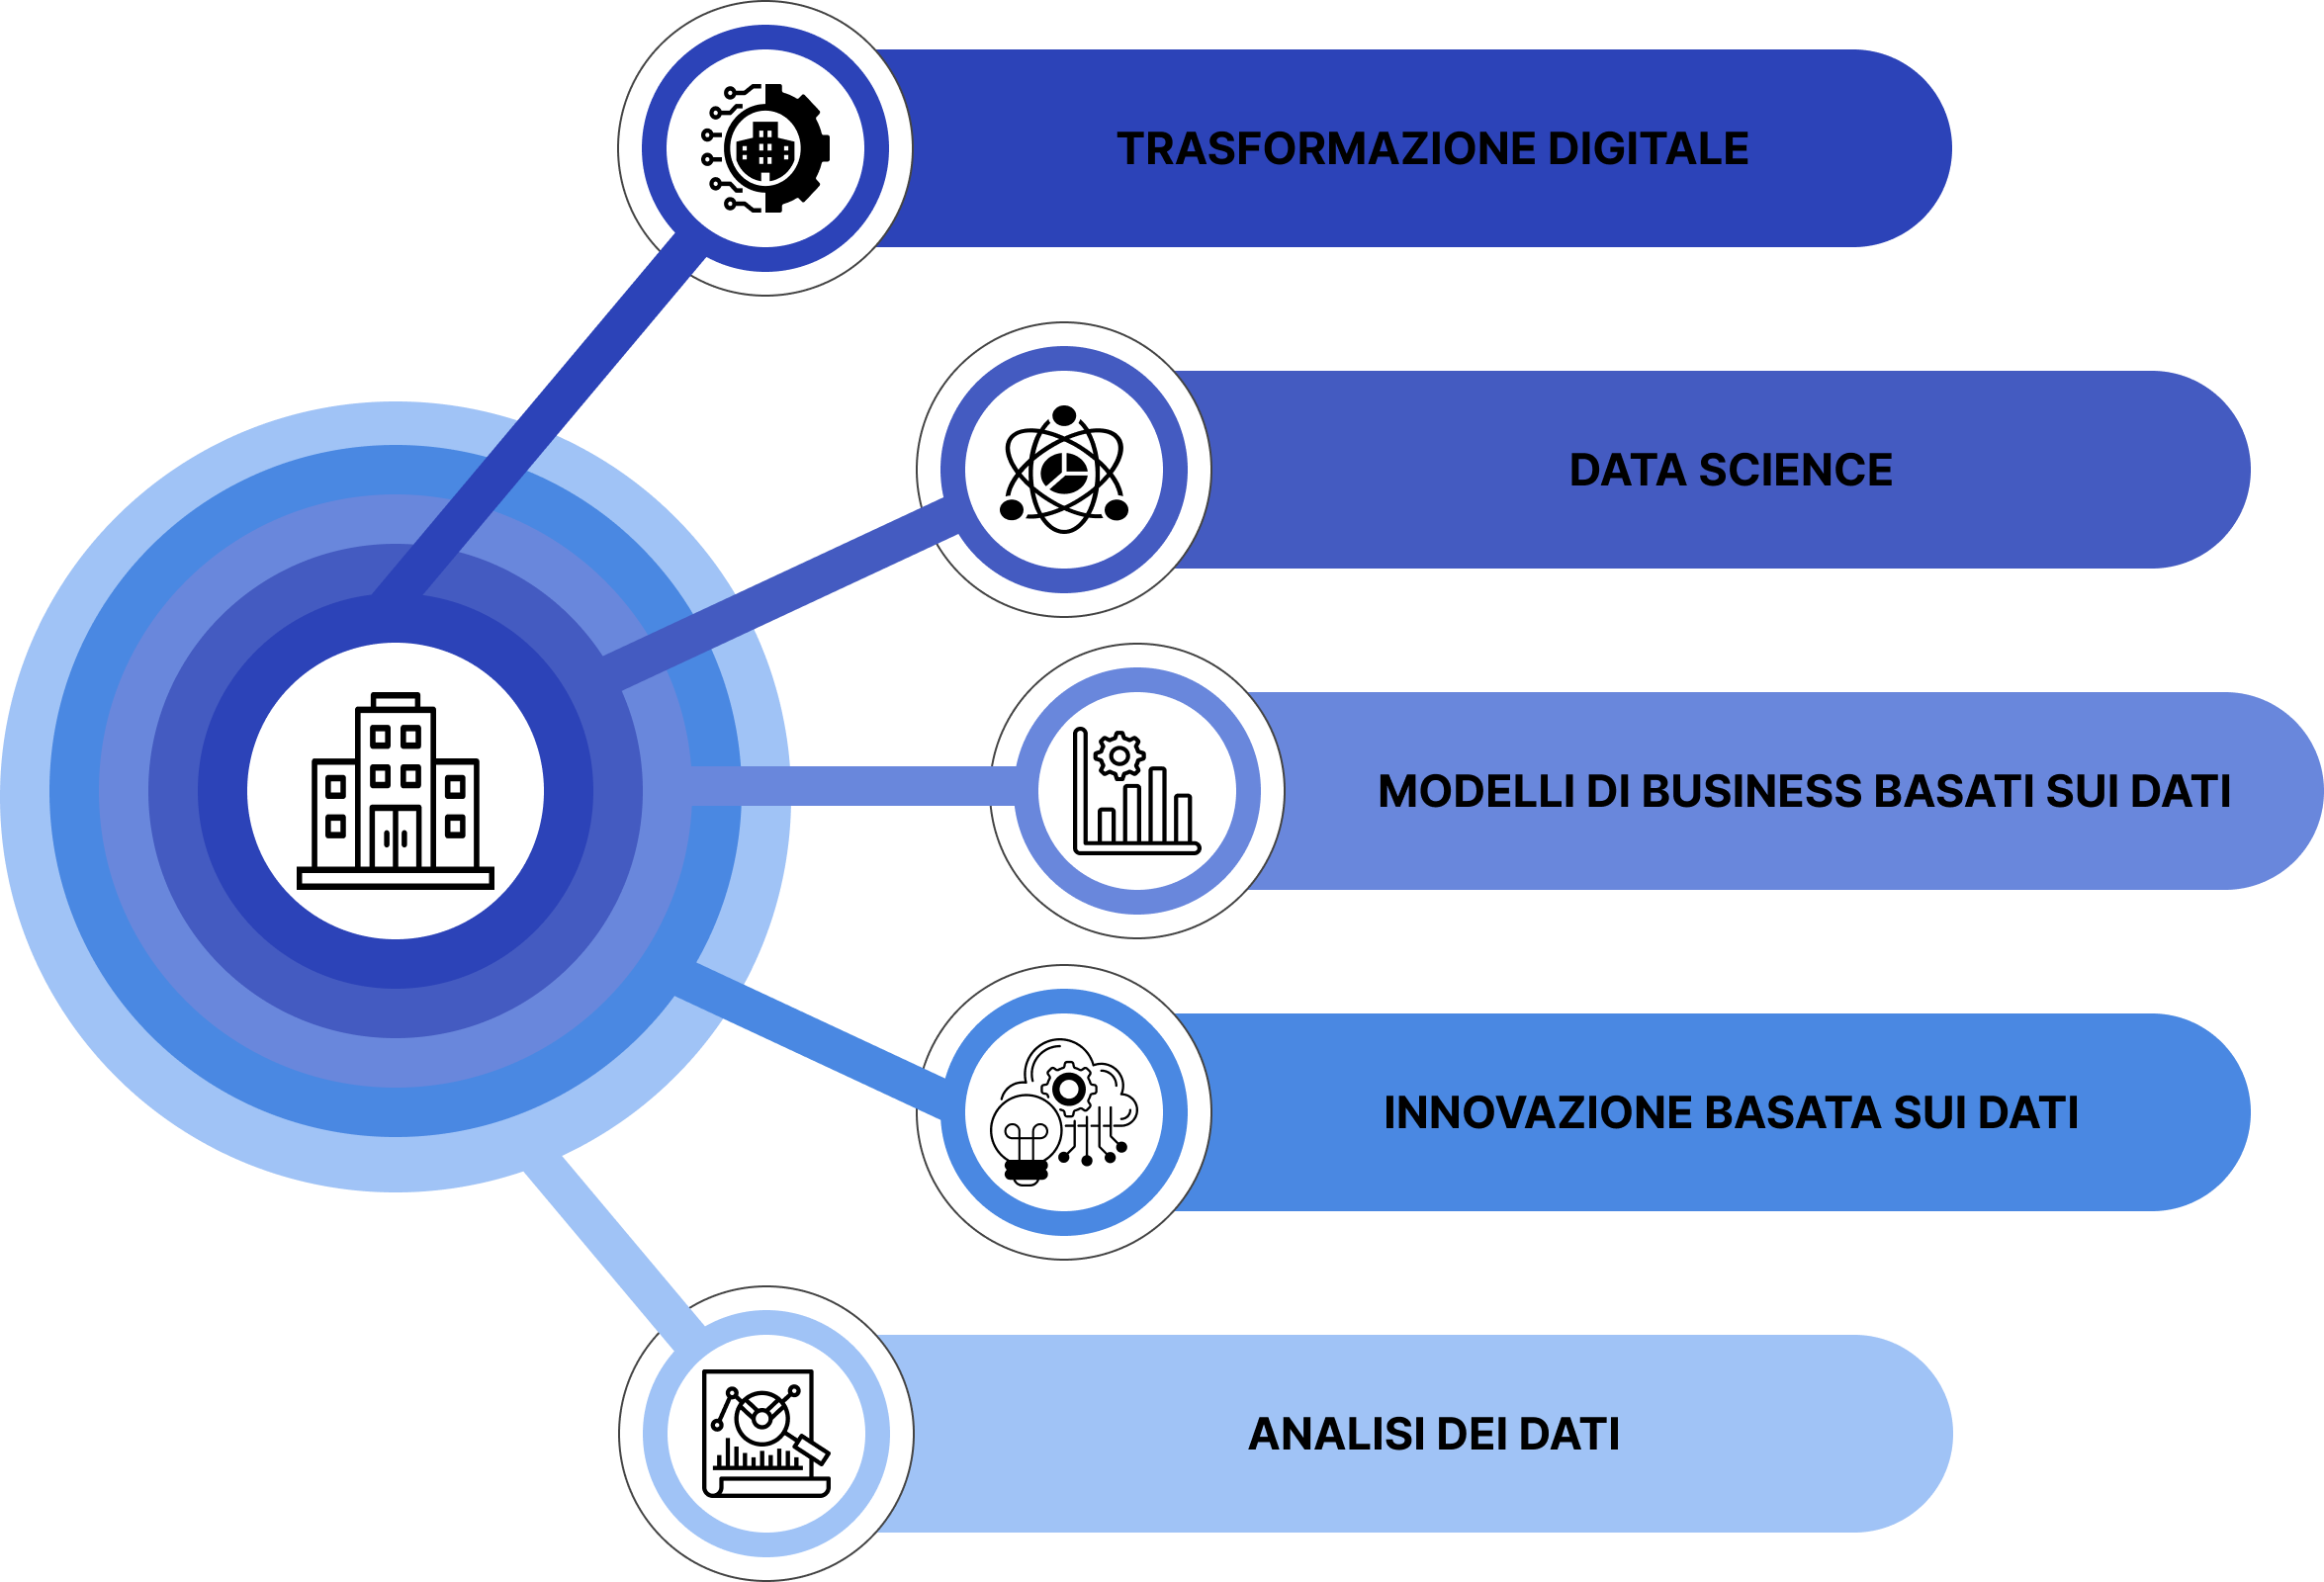 TRASFORMAZIONE DIGITALE
DATA SCIENCE
MODELLI DI BUSINESS BASATI SUI DATI
INNOVAZIONE BASATA SUI DATI
ANALISI DEI DATI